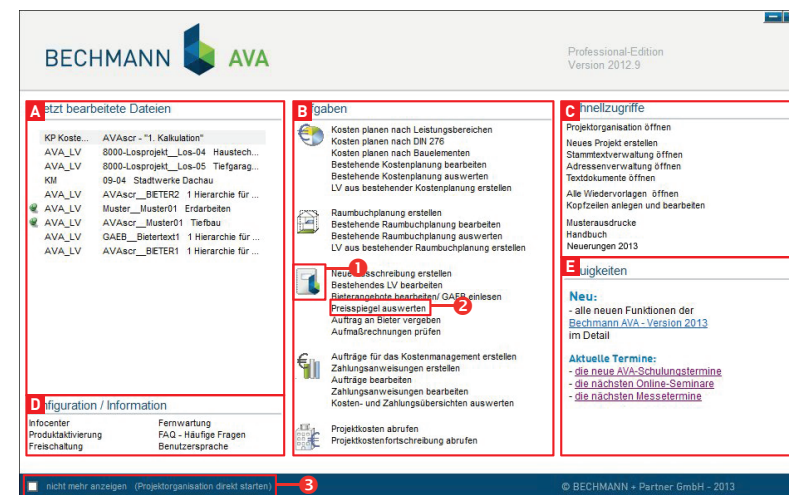 BECHMANN AVA
Professional-Edition
Version 2012.9
A
etzt bearbeitete Dateien
KP Koste... AVAscr - "1. Kalkulation"
AVA_LV 8000-Losprojekt__Los-04 Haustech...
AVA_LV 8000-Losprojekt__Los-05 Tiefgarag...
KM 09-04 Stadtwerke Dachau
AVA_LV AVAscr__BIETER2 1 Hierarchie für ...
AVA_LV Muster__Muster01 Erdarbeiten
AVA_LV AVAscr__Muster01 Tiefbau
AVA_LV GAEB__Bietertext1 1 Hierarchie für ...
AVA_LV AVAscr__BIETER1 1 Hierarchie für ...
D
nfiguration / Information
Infocenter Fernwartung
Produktaktivierung FAQ - Häufige Fragen
Freischaltung Benutzersprache
B
fgaben
Kosten planen nach Leistungsbereichen
Kosten planen nach DIN 276
Kosten planen nach Bauelementen
Bestehende Kostenplanung bearbeiten
Bestehende Kostenplanung auswerten
LV aus bestehender Kostenplanung erstellen
Raumbuchplanung erstellen
Bestehende Raumbuchplanung bearbeiten
Bestehende Raumbuchplanung auswerten
LV aus bestehender Raumbuchplanung erstellen
1
Neue Ausschreibung erstellen
Bestehendes LV bearbeiten
Bieterangebote bearbeiten/ GAEB einlesen
Preisspiegel auswerten
2
Auftrag an Bieter vergeben
Aufmaßrechnungen prüfen
Aufträge für das Kostenmanagement erstellen
Zahlungsanweisungen erstellen
Aufträge bearbeiten
Zahlungsanweisungen bearbeiten
Kosten- und Zahlungsübersichten auswerten
Projektkosten abrufen
Projektkostenfortschreibung abrufen
C
hnellzugriffe
Projektorganisation öffnen
Neues Projekt erstellen
Stammtextverwaltung öffnen
Adressenverwaltung öffnen
Textdokumente öffnen
Alle Wiedervorlagen öffnen
Kopfzeilen anlegen und bearbeiten
Musterausdrucke
Handbuch
Neuerungen 2013
E
uigkeiten
Neu:
- alle neuen Funktionen der
Bechmann AVA - Version 2013
im Detail
Aktuelle Termine:
- die neue AVA-Schulungstermine
- die nächsten Online-Seminare
- die nächsten Messetermine
nicht mehr anzeigen (Projektorganisation direkt starten)
3
© BECHMANN + Partner GmbH - 2013